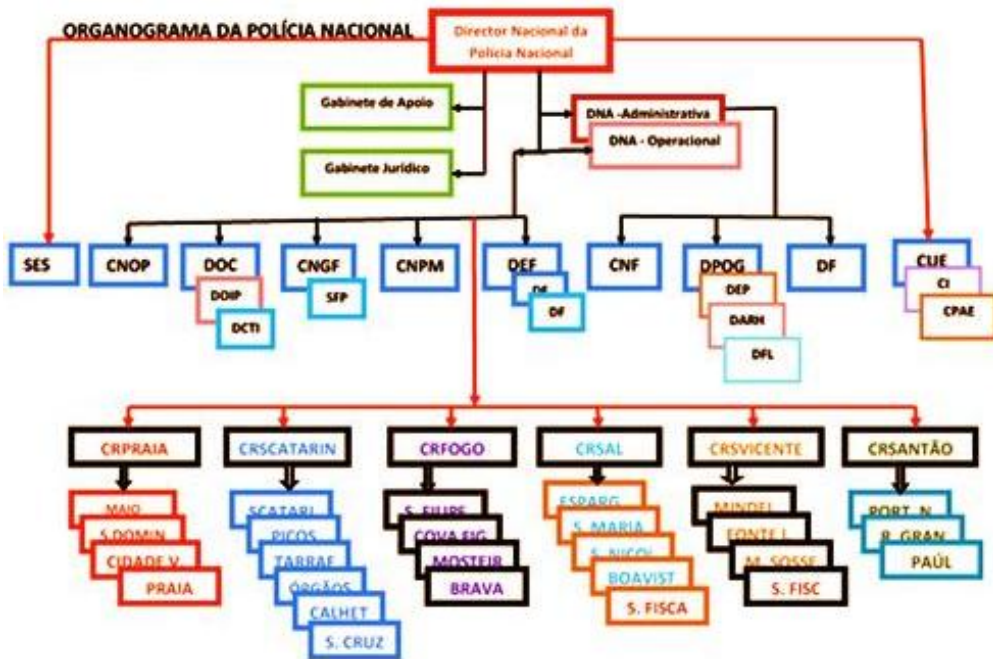 ORGANOGRAMA DA POLÍCIA NACIONAL
Director Nacional da
Polícia Nacional
Gabinete de Apoio
DNA -Administrativa
DNA - Operacional
Gabinete Jurídico
SES
CNOP
DOC
CNGF
CNPM
DEF
CNF
DPOG
DF
CUE
DOIP
SFP
DF
DEP
CI
DCTI
CPAE
DARH
DFL
CRPRAIA
CRSCATARIN
CRFOGO
CRSAL
CRSVICENTE
CRSANTÃO
MAIO
S.DOMIN
CIDADE V
PRAIA
SCATARI
PICOS
TARRAF
ÓRGÃOS
CALHET
S. CRUZ
S. FILIPE
COVA FIG
MOSTEIR
BRAVA
ESPARG
S. MARIA
S. NICOL
BOAVIST
S. FISCA
MINDEL
FONTE I
M. SOSSE
S. FISC
PORT. N
R. GRAN
PAÚL